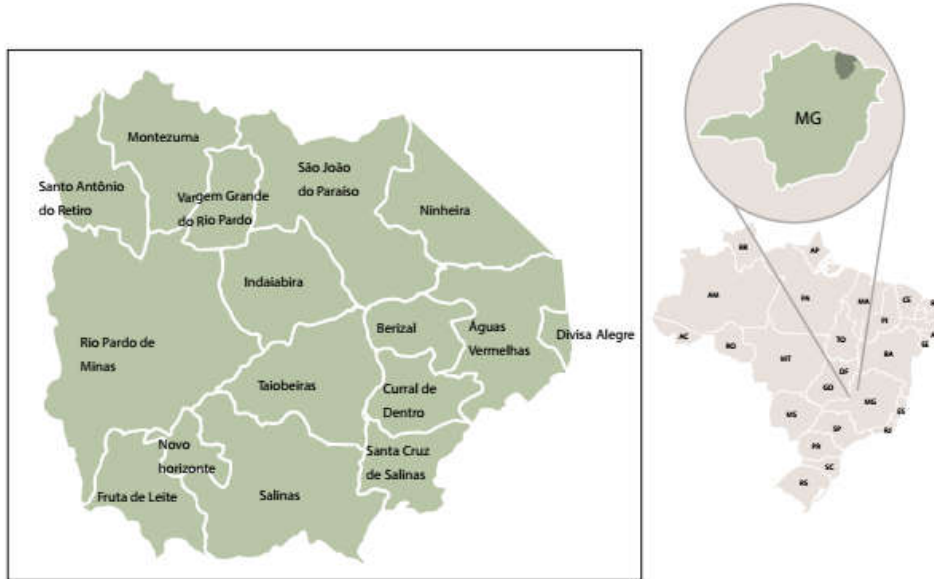 Montezuma
São João
do Paraíso
Santo Antônio
do Retiro
Vargem Grande
do Rio Pardo
Ninheira
Indaiabira
Rio Pardo de
Minas
Berizal
Águas
Vermelhas
Divisa Alegre
Taiobeiras
Curral de
Dentro
Novo
horizonte
Santa Cruz
de Salinas
Fruta de Leite
Salinas
MG
AP
AM
MA
CE
PI
AC
RO
TO
BA
SE
MT
DF
GO
MG
ES
MS
SP
RJ
PR
SC
RS